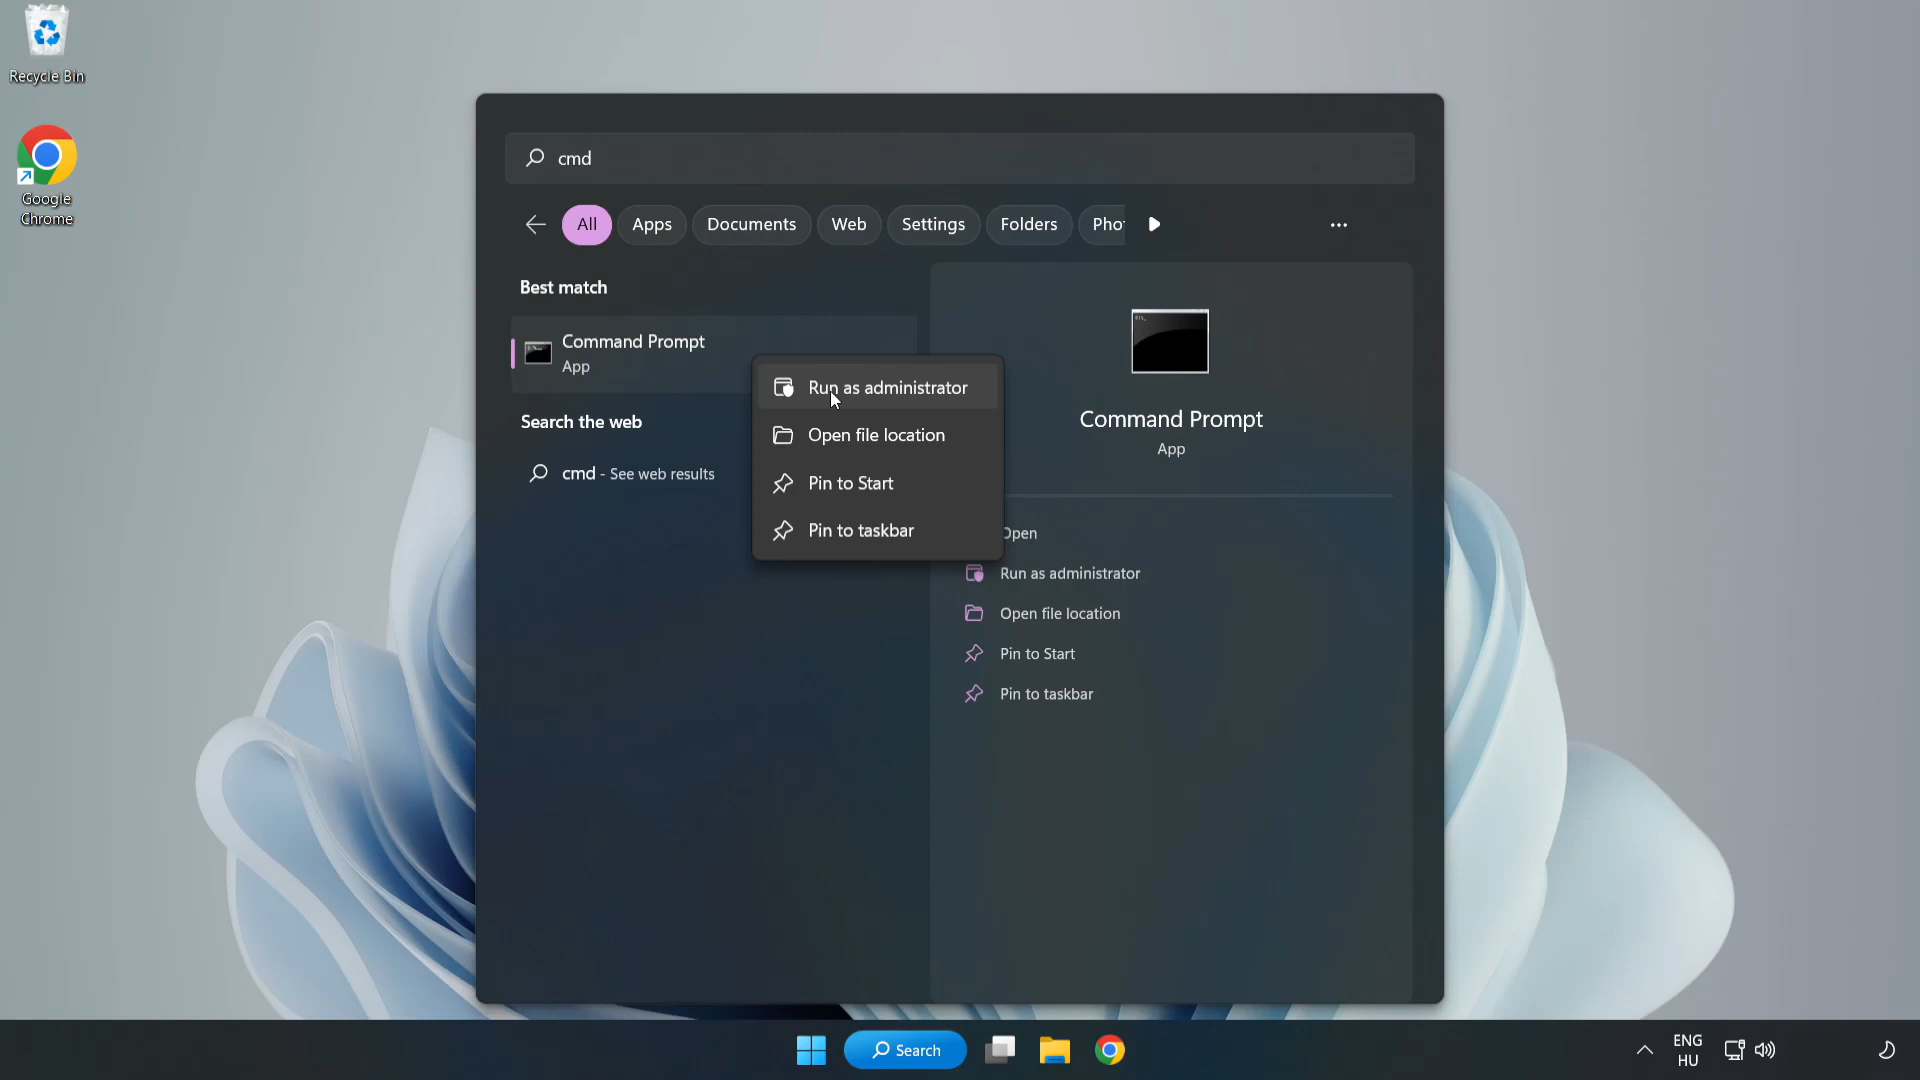 Recycle Bin
Google
Chrome
cmd
All
Apps
Documents
Web
Settings
Folders
Best match
Command Prompt
App
Search the web
cmd - See web results
Run as administrator
Open file location
Pin to Start
Pin to taskbar
Command Prompt
App
Open
Run as administrator
Open file location
Pin to Start
Pin to taskbar
Search
ENG
HU